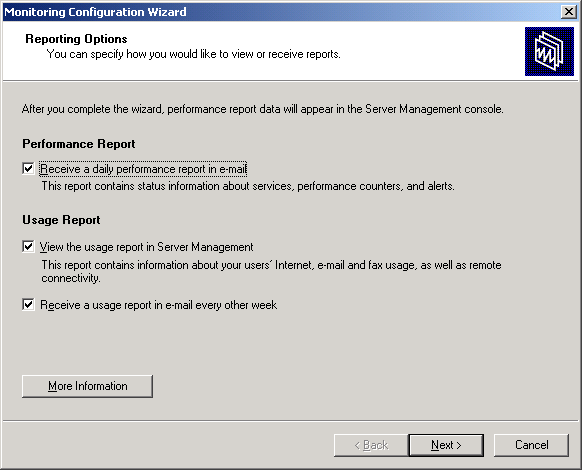 Monitoring Configuration Wizard
Reporting Options
You can specify how you would like to view or receive reports.
After you complete the wizard, performance report data will appear in the Server Management console.
Performance Report
Receive a daily performance report in e-mail
This report contains status information about services, performance counters, and alerts.
Usage Report
View the usage report in Server Management
This report contains information about your users' Internet, e-mail and fax usage, as well as remote
connectivity.
Receive a usage report in e-mail every other week
More Information
< Back
Next >
Cancel